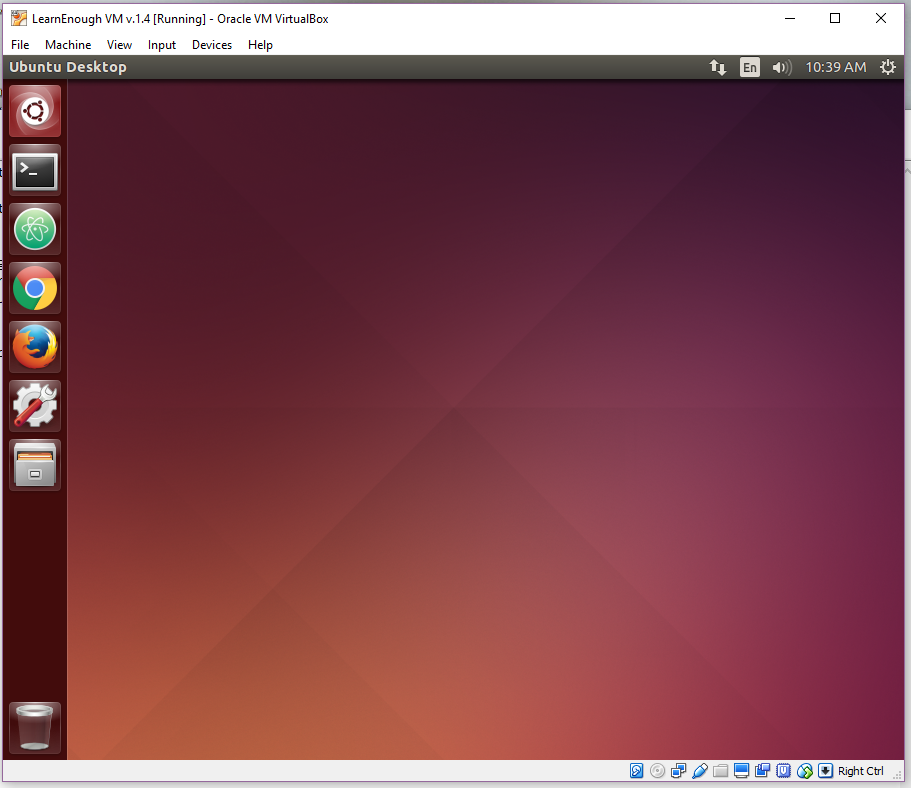 LearnEnough VM v.1.4 [Running] - Oracle VM VirtualBox
File Machine View Input Devices Help
Ubuntu Desktop En 10:39 AM
>_
Right Ctrl